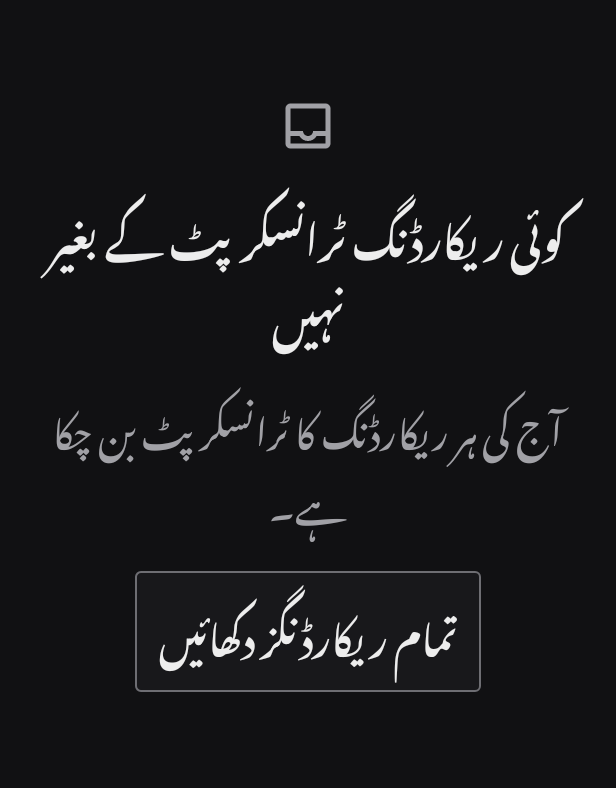 کوئی ریکارڈنگ ٹرانسکرپٹ کے بغیر
نہیں
آج کی ہر ریکارڈنگ کا ٹرانسکرپٹ بن چکا
ہے۔
تمام ریکارڈنگز دکھائیں